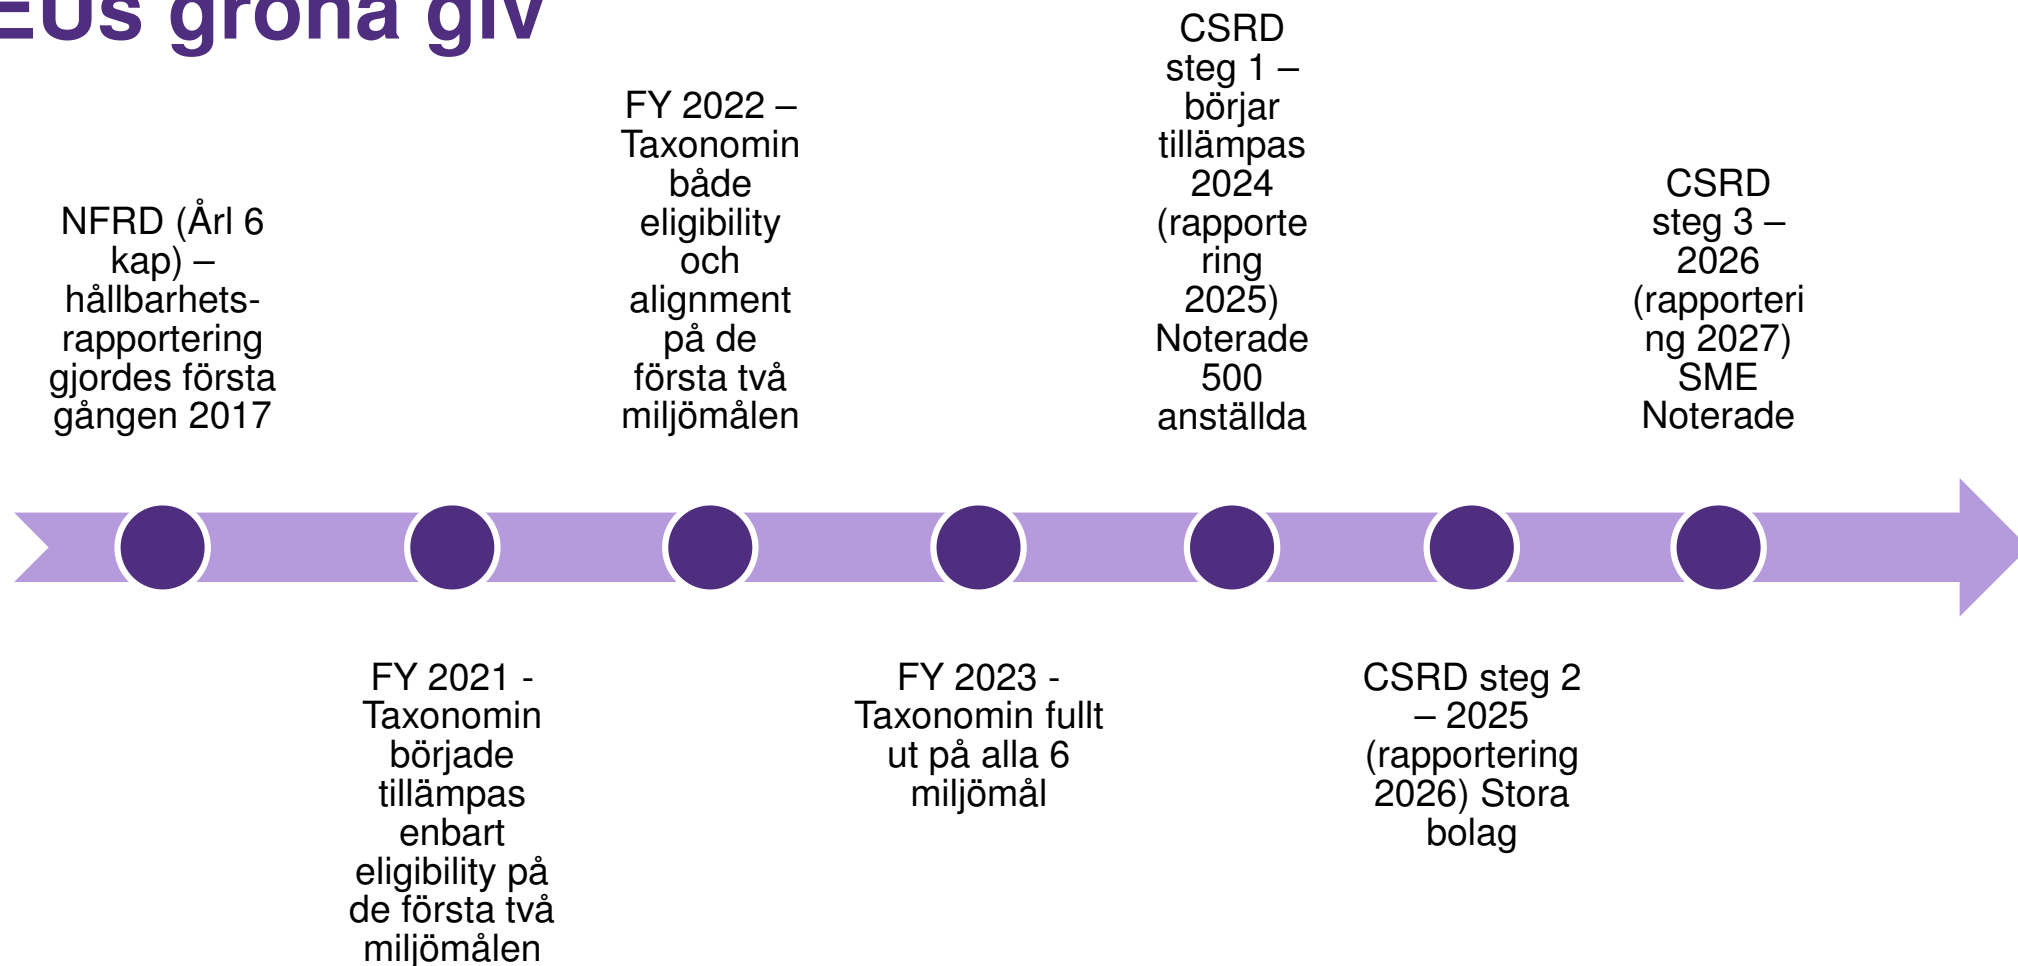 EUs gröna giv
NFRD (Årl 6
kap) –
hållbarhets-
rapportering
gjordes första
gången 2017
FY 2021 -
Taxonomin
började
tillämpas
enbart
eligibility på
de första två
miljömålen
FY 2022 –
Taxonomin
både
eligibility
och
alignment
på de
första två
miljömålen
FY 2023 -
Taxonomin fullt
ut på alla 6
miljömål
CSRD
steg 1 –
börjar
tillämpas
2024
(rapporte
ring
2025)
Noterade
500
anställda
CSRD steg 2
– 2025
(rapportering
2026) Stora
bolag
CSRD
steg 3 –
2026
(rapporteri
ng 2027)
SME
Noterade